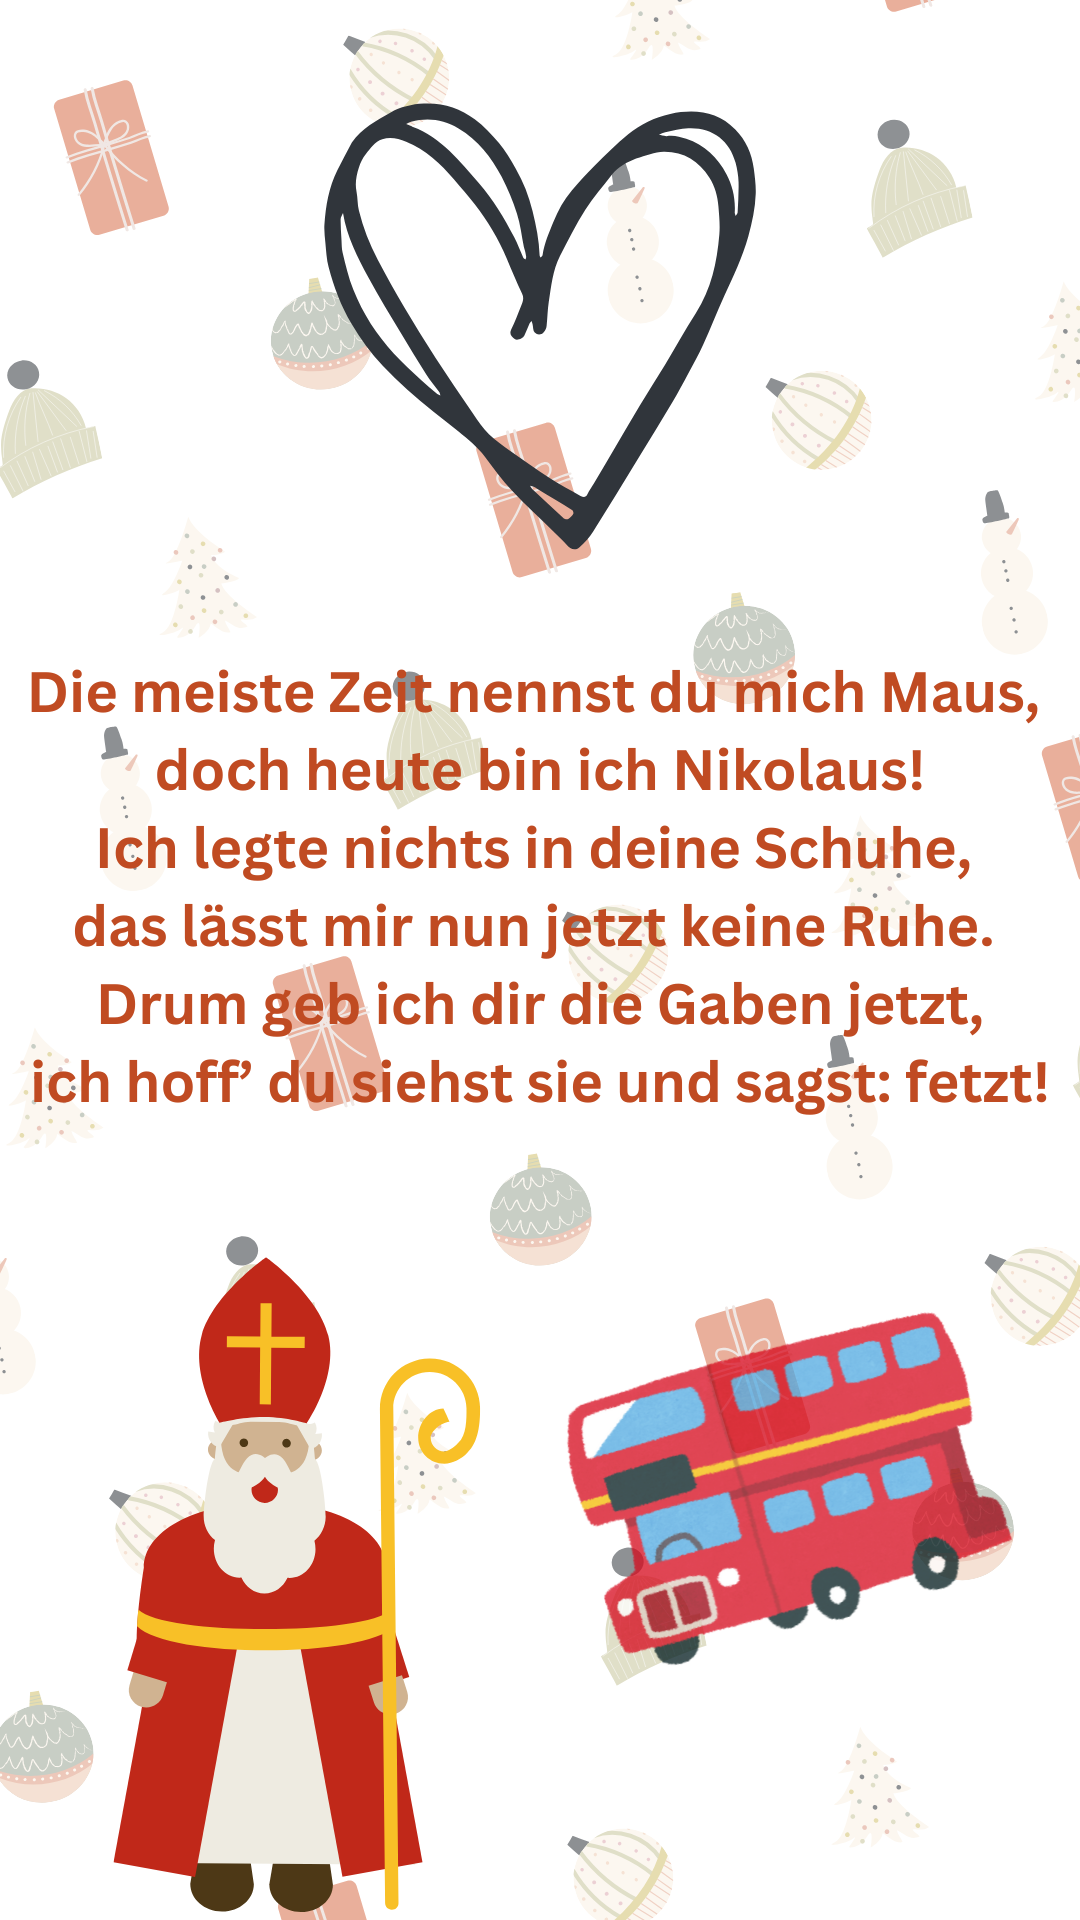 Die meiste Zeit nennst du mich Maus,
doch heute bin ich Nikolaus!
Ich legte nichts in deine Schuhe,
das lässt mir nun jetzt keine Ruhe.
Drum geb ich dir die Gaben jetzt,
ich hoff’ du siehst sie und sagst: fetzt!